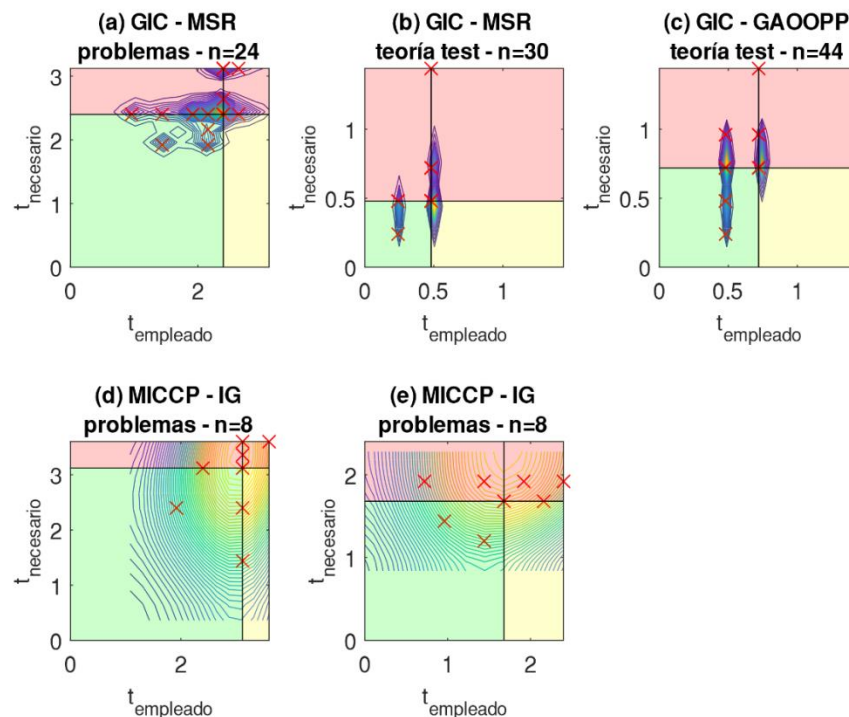 (a) GIC - MSR
problemas - n=24
(b) GIC - MSR
teoría test - n=30
(c) GIC - GAOOPP
teoría test - n=44
t_necesario
3
2
1
0
0
2
t_empleado
t_necesario
1
0.5
0
0
0.5
1
t_empleado
t_necesario
1
0.5
0
0
0.5
1
t_empleado
(d) MICCP - IG
problemas - n=8
(e) MICCP - IG
problemas - n=8
t_necesario
3
2
1
0
0
2
t_empleado
t_necesario
2
1
0
0
1
2
t_empleado